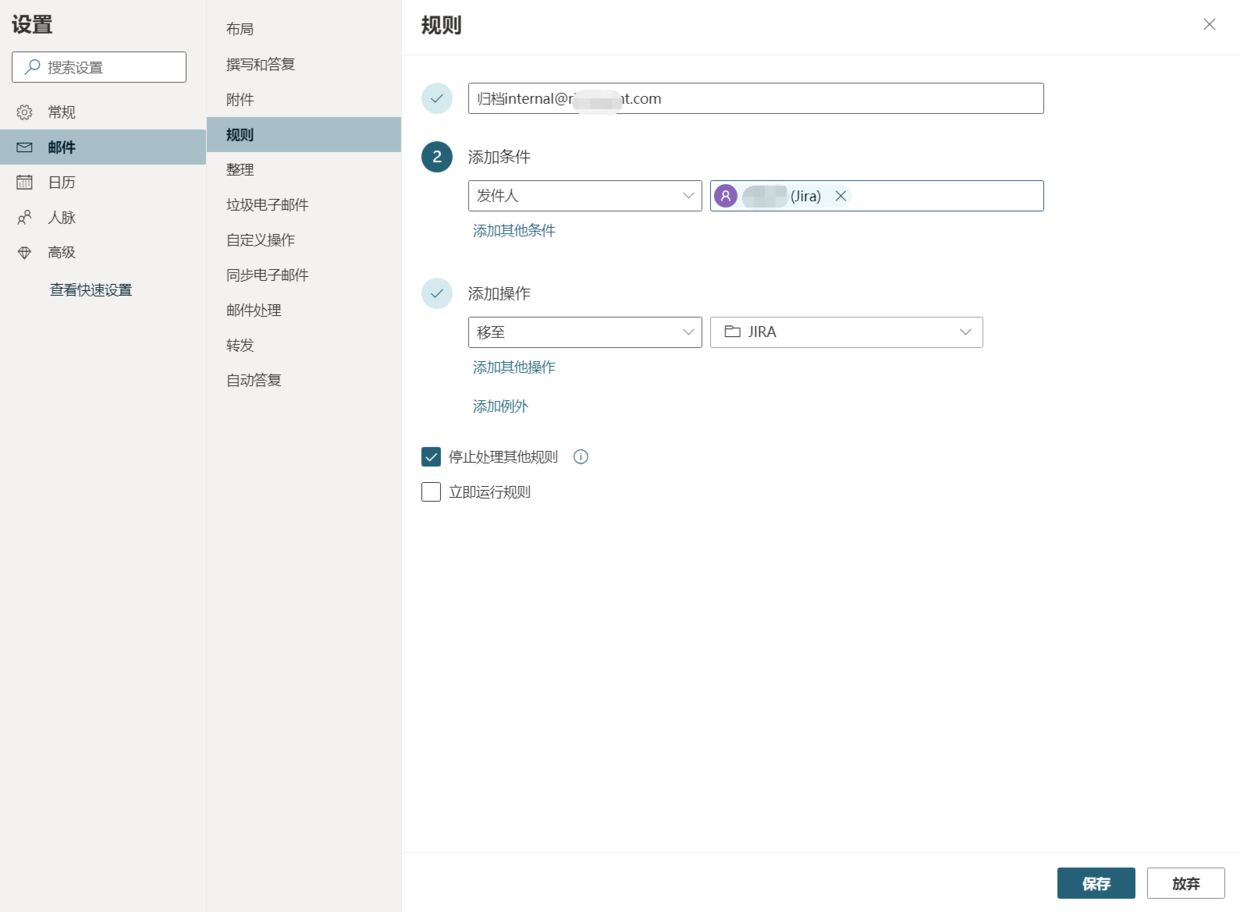 设置
搜索设置
常规
邮件
日历
人脉
高级
查看快速设置
布局
撰写和答复
附件
规则
整理
垃圾电子邮件
自定义操作
同步电子邮件
邮件处理
转发
自动答复
规则
归档internal@ t.com
2 添加条件
发件人 (Jira)
添加其他条件
添加操作
移至 JIRA
添加其他操作
添加例外
停止处理其他规则
立即运行规则
保存 放弃